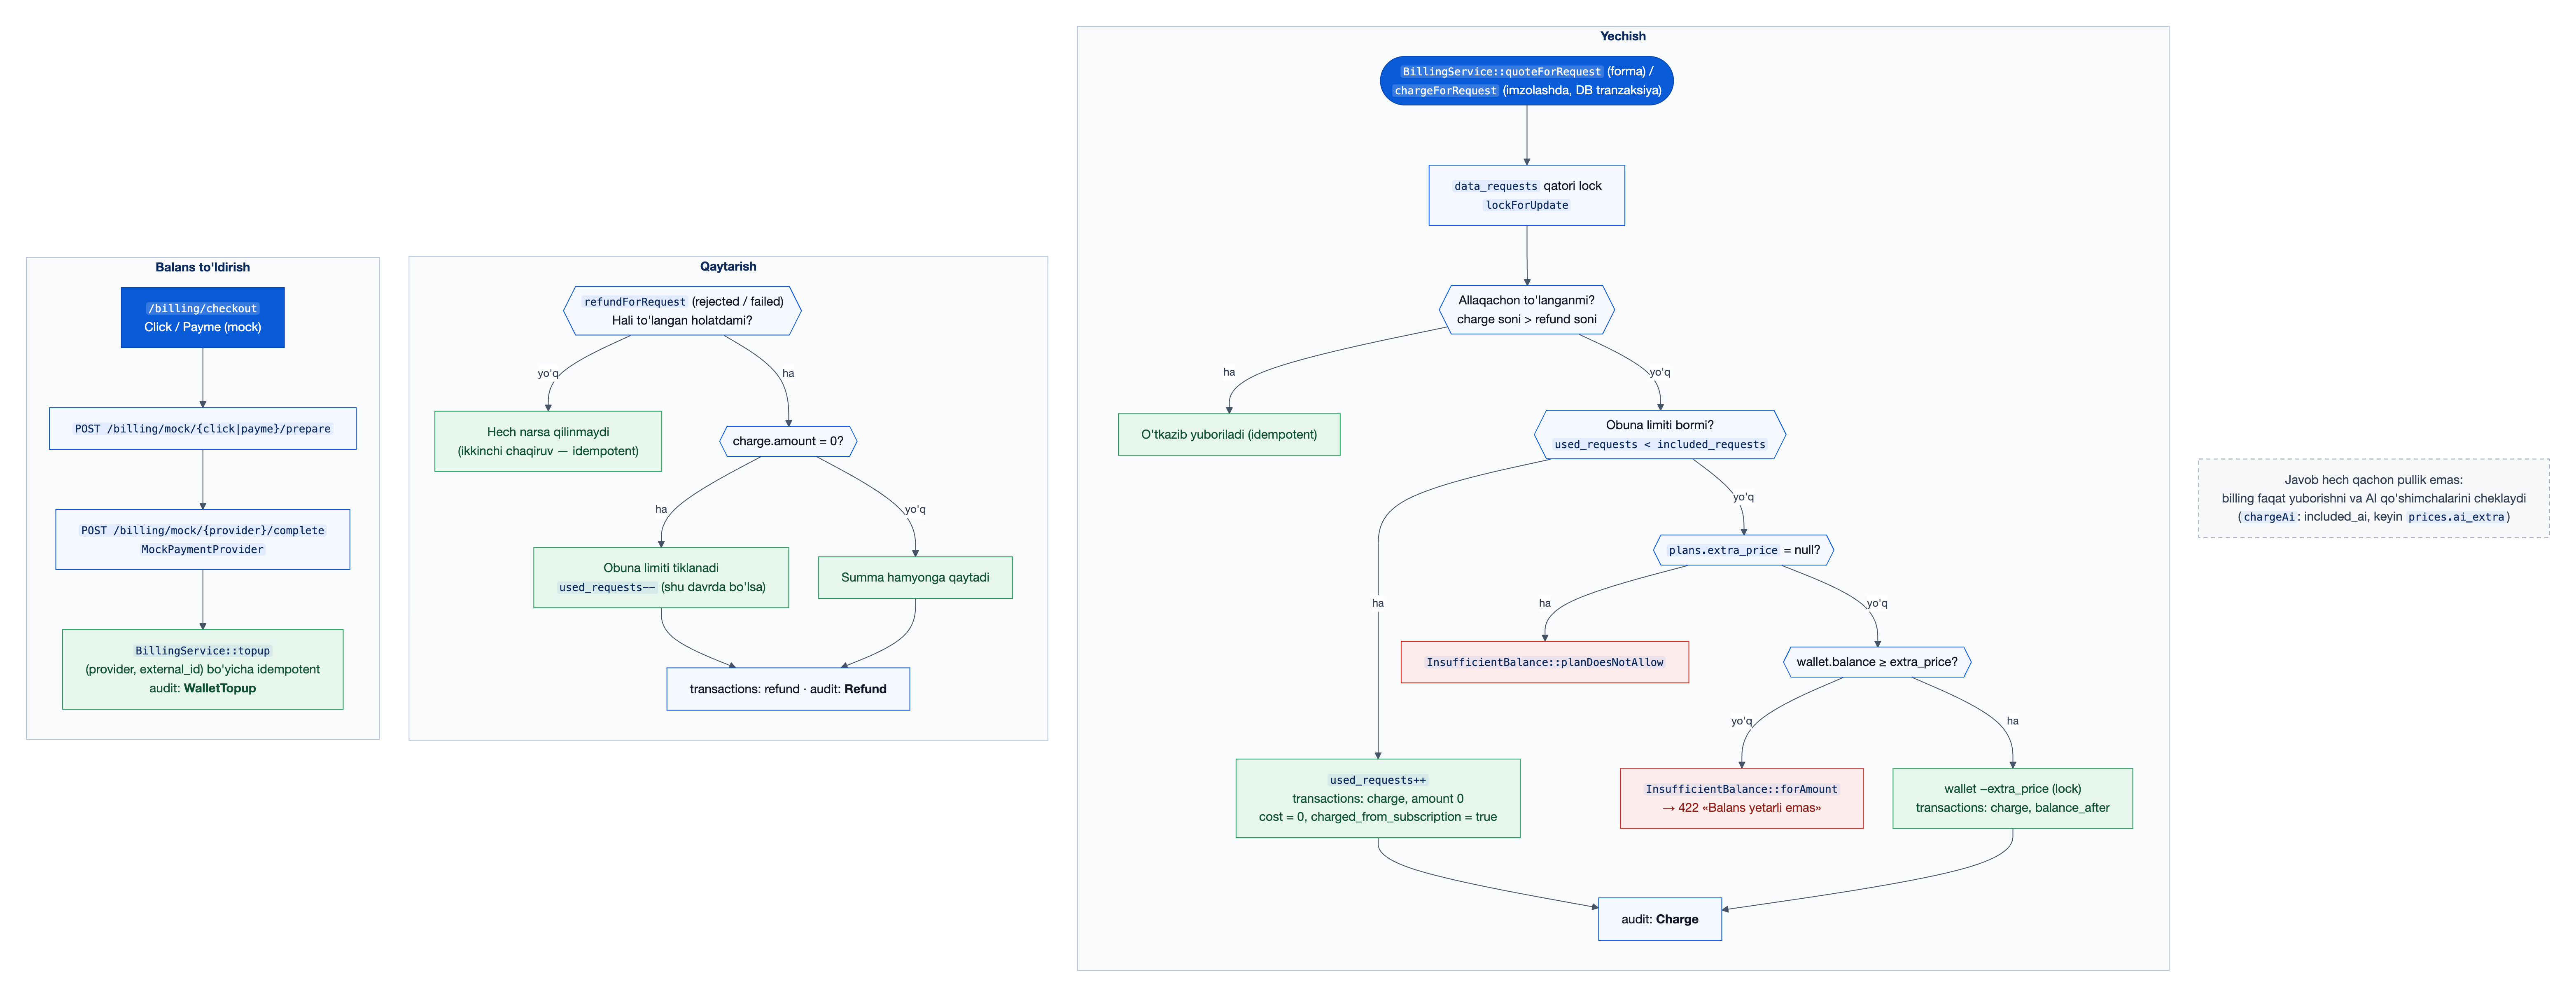 Balans to'ldirish
/billing/checkout
Click / Payme (mock)
POST /billing/mock/{click|payme}/prepare
POST /billing/mock/{provider}/complete
MockPaymentProvider
BillingService::topup
(provider, external_id) bo'yicha idempotent
audit: WalletTopup
Qaytarish
refundForRequest (rejected / failed)
Hali to'langan holatdami?
yo'q
ha
Hech narsa qilinmaydi
(ikkinchi chaqiruv — idempotent)
charge.amount = 0?
ha
yo'q
Obuna limiti tiklanadi
used_requests-- (shu davrda bo'lsa)
Summa hamyonga qaytadi
transactions: refund · audit: Refund
Yechish
BillingService::quoteForRequest (forma) /
chargeForRequest (imzolashda, DB tranzaksiya)
data_requests qatori lock
lockForUpdate
Allaqachon to'langanmi?
charge soni > refund soni
ha
yo'q
O'tkazib yuboriladi (idempotent)
Obuna limiti bormi?
used_requests < included_requests
yo'q
plans.extra_price = null?
ha
ha
yo'q
InsufficientBalance::planDoesNotAllow
wallet.balance ≥ extra_price?
yo'q
ha
used_requests++
transactions: charge, amount 0
cost = 0, charged_from_subscription = true
InsufficientBalance::forAmount
→ 422 «Balans yetarli emas»
wallet −extra_price (lock)
transactions: charge, balance_after
audit: Charge
Javob hech qachon pullik emas:
billing faqat yuborishni va AI qo'shimchalarini cheklaydi
(chargeAi: included_ai, keyin prices.ai_extra)